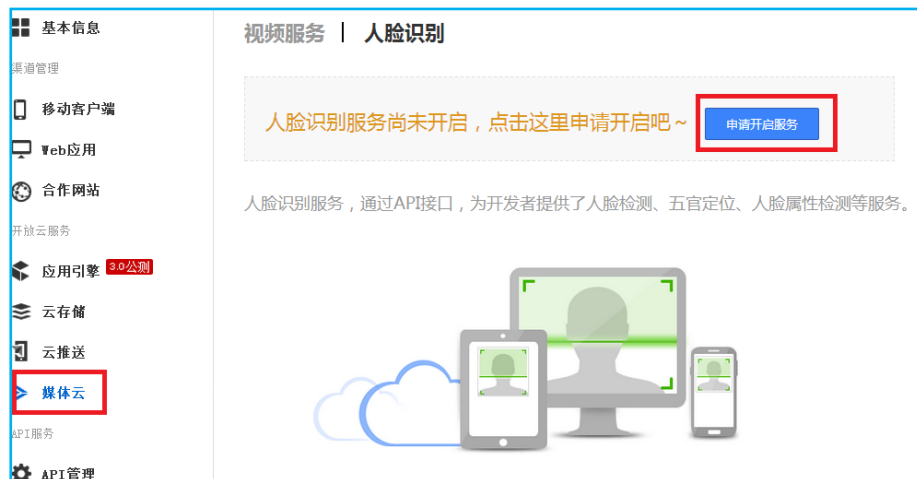 基本信息
渠道管理
移动客户端
Web应用
合作网站
开放云服务
应用引擎 3.0公测
云存储
云推送
媒体云
API服务
API管理
视频服务 | 人脸识别
人脸识别服务尚未开启，点击这里申请开启吧~ 申请开启服务
人脸识别服务，通过API接口，为开发者提供了人脸检测、五官定位、人脸属性检测等服务。